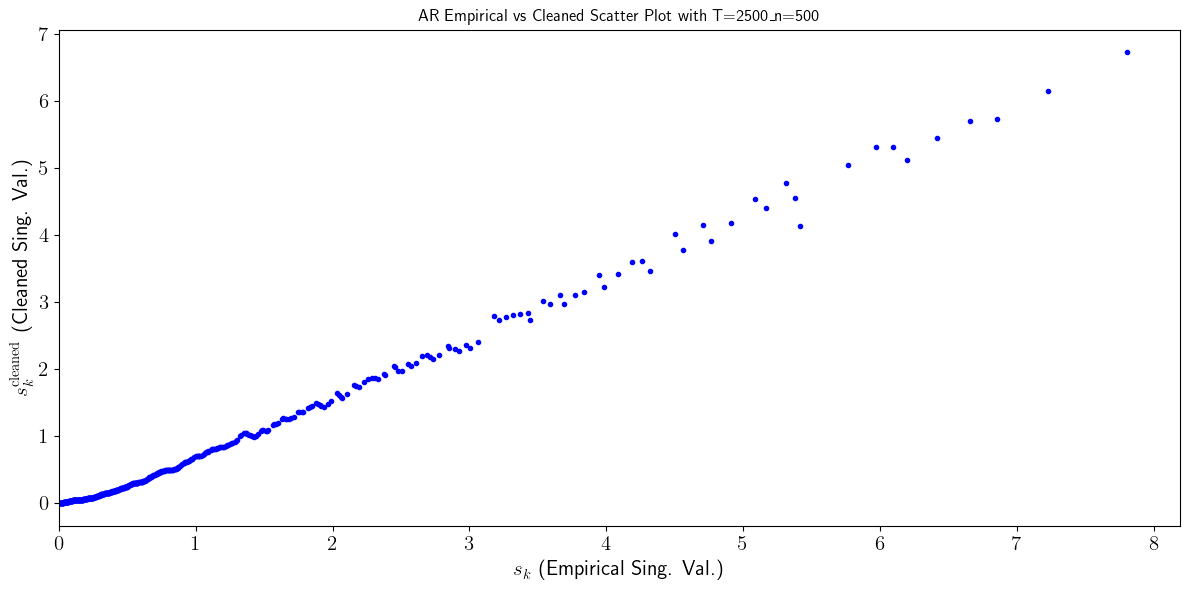 AR Empirical vs Cleaned Scatter Plot with T=2500_n=500
7
6
5
4
3
2
1
0
s_k^cleaned (Cleaned Sing. Val.)
0 1 2 3 4 5 6 7 8
s_k (Empirical Sing. Val.)